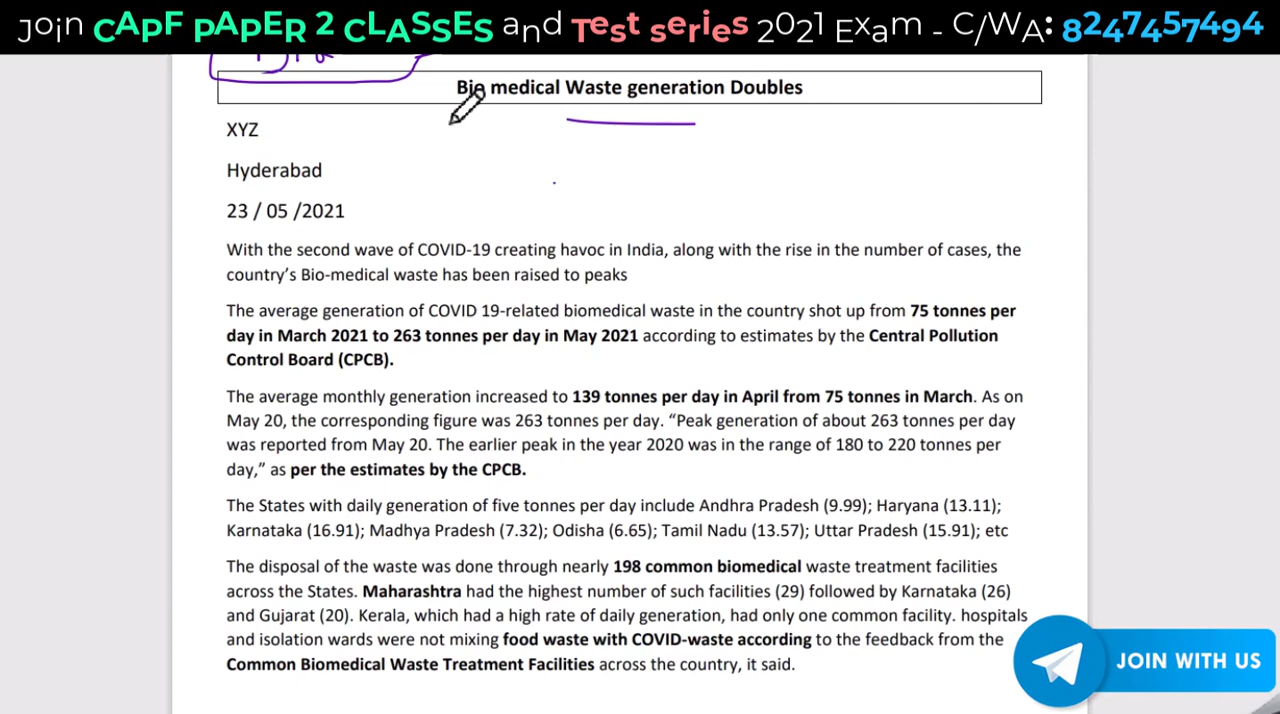 Join CAPF PAPER 2 CLASSES and Test series 2021 Exam - C/WA: 8247457494
Bio medical Waste generation Doubles
XYZ
Hyderabad
23 / 05 /2021
With the second wave of COVID-19 creating havoc in India, along with the rise in the number of cases, the
country's Bio-medical waste has been raised to peaks
The average generation of COVID 19-related biomedical waste in the country shot up from 75 tonnes per
day in March 2021 to 263 tonnes per day in May 2021 according to estimates by the Central Pollution
Control Board (CPCB).
The average monthly generation increased to 139 tonnes per day in April from 75 tonnes in March. As on
May 20, the corresponding figure was 263 tonnes per day. “Peak generation of about 263 tonnes per day
was reported from May 20. The earlier peak in the year 2020 was in the range of 180 to 220 tonnes per
day,” as per the estimates by the CPCB.
The States with daily generation of five tonnes per day include Andhra Pradesh (9.99); Haryana (13.11);
Karnataka (16.91); Madhya Pradesh (7.32); Odisha (6.65); Tamil Nadu (13.57); Uttar Pradesh (15.91); etc
The disposal of the waste was done through nearly 198 common biomedical waste treatment facilities
across the States. Maharashtra had the highest number of such facilities (29) followed by Karnataka (26)
and Gujarat (20). Kerala, which had a high rate of daily generation, had only one common facility. hospitals
and isolation wards were not mixing food waste with COVID-waste according to the feedback from the
Common Biomedical Waste Treatment Facilities across the country, it said.
JOIN WITH US